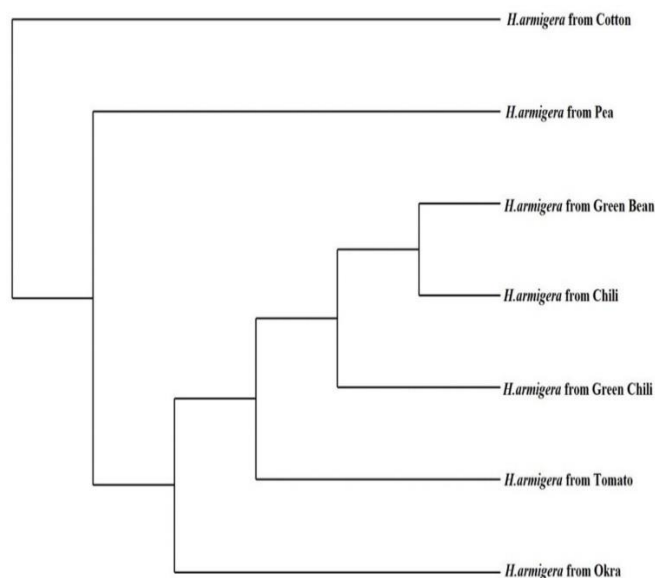 H.armigera from Cotton
H.armigera from Pea
H.armigera from Green Bean
H.armigera from Chili
H.armigera from Green Chili
H.armigera from Tomato
H.armigera from Okra